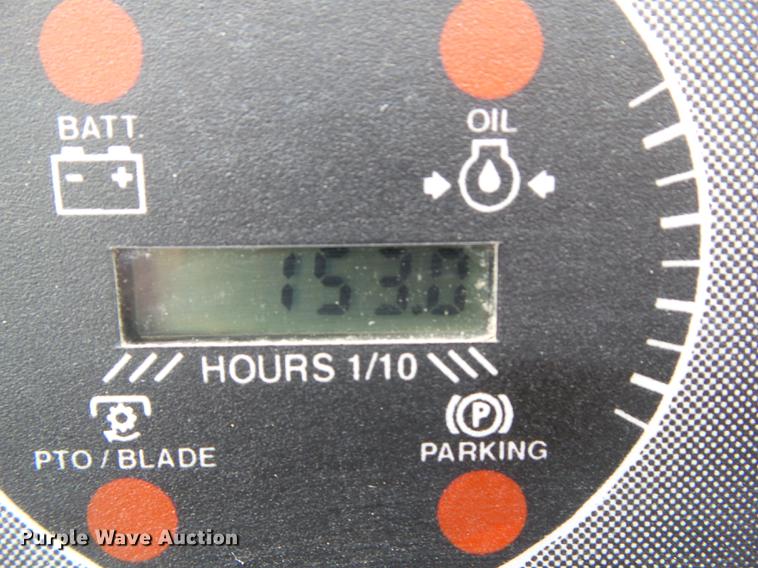 BATT.
OIL
- +
153.0
HOURS 1/10
P
PTO / BLADE
PARKING
Purple Wave Auction